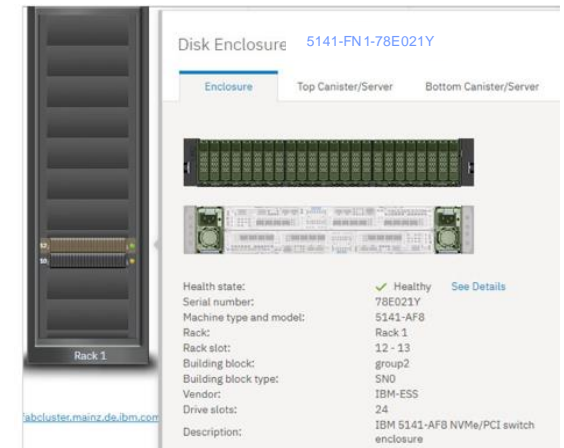 Disk Enclosure 5141-FN1-78E021Y
Enclosure Top Canister/Server Bottom Canister/Server
12
10
Rack 1
abcluster.mainz.de.ibm.com
Health state: Healthy See Details
Serial number: 78E021Y
Machine type and model: 5141-AF8
Rack: Rack 1
Rack slot: 12 - 13
Building block: group2
Building block type: SN0
Vendor: IBM-ESS
Drive slots: 24
Description: IBM 5141-AF8 NVMe/PCI switch
enclosure